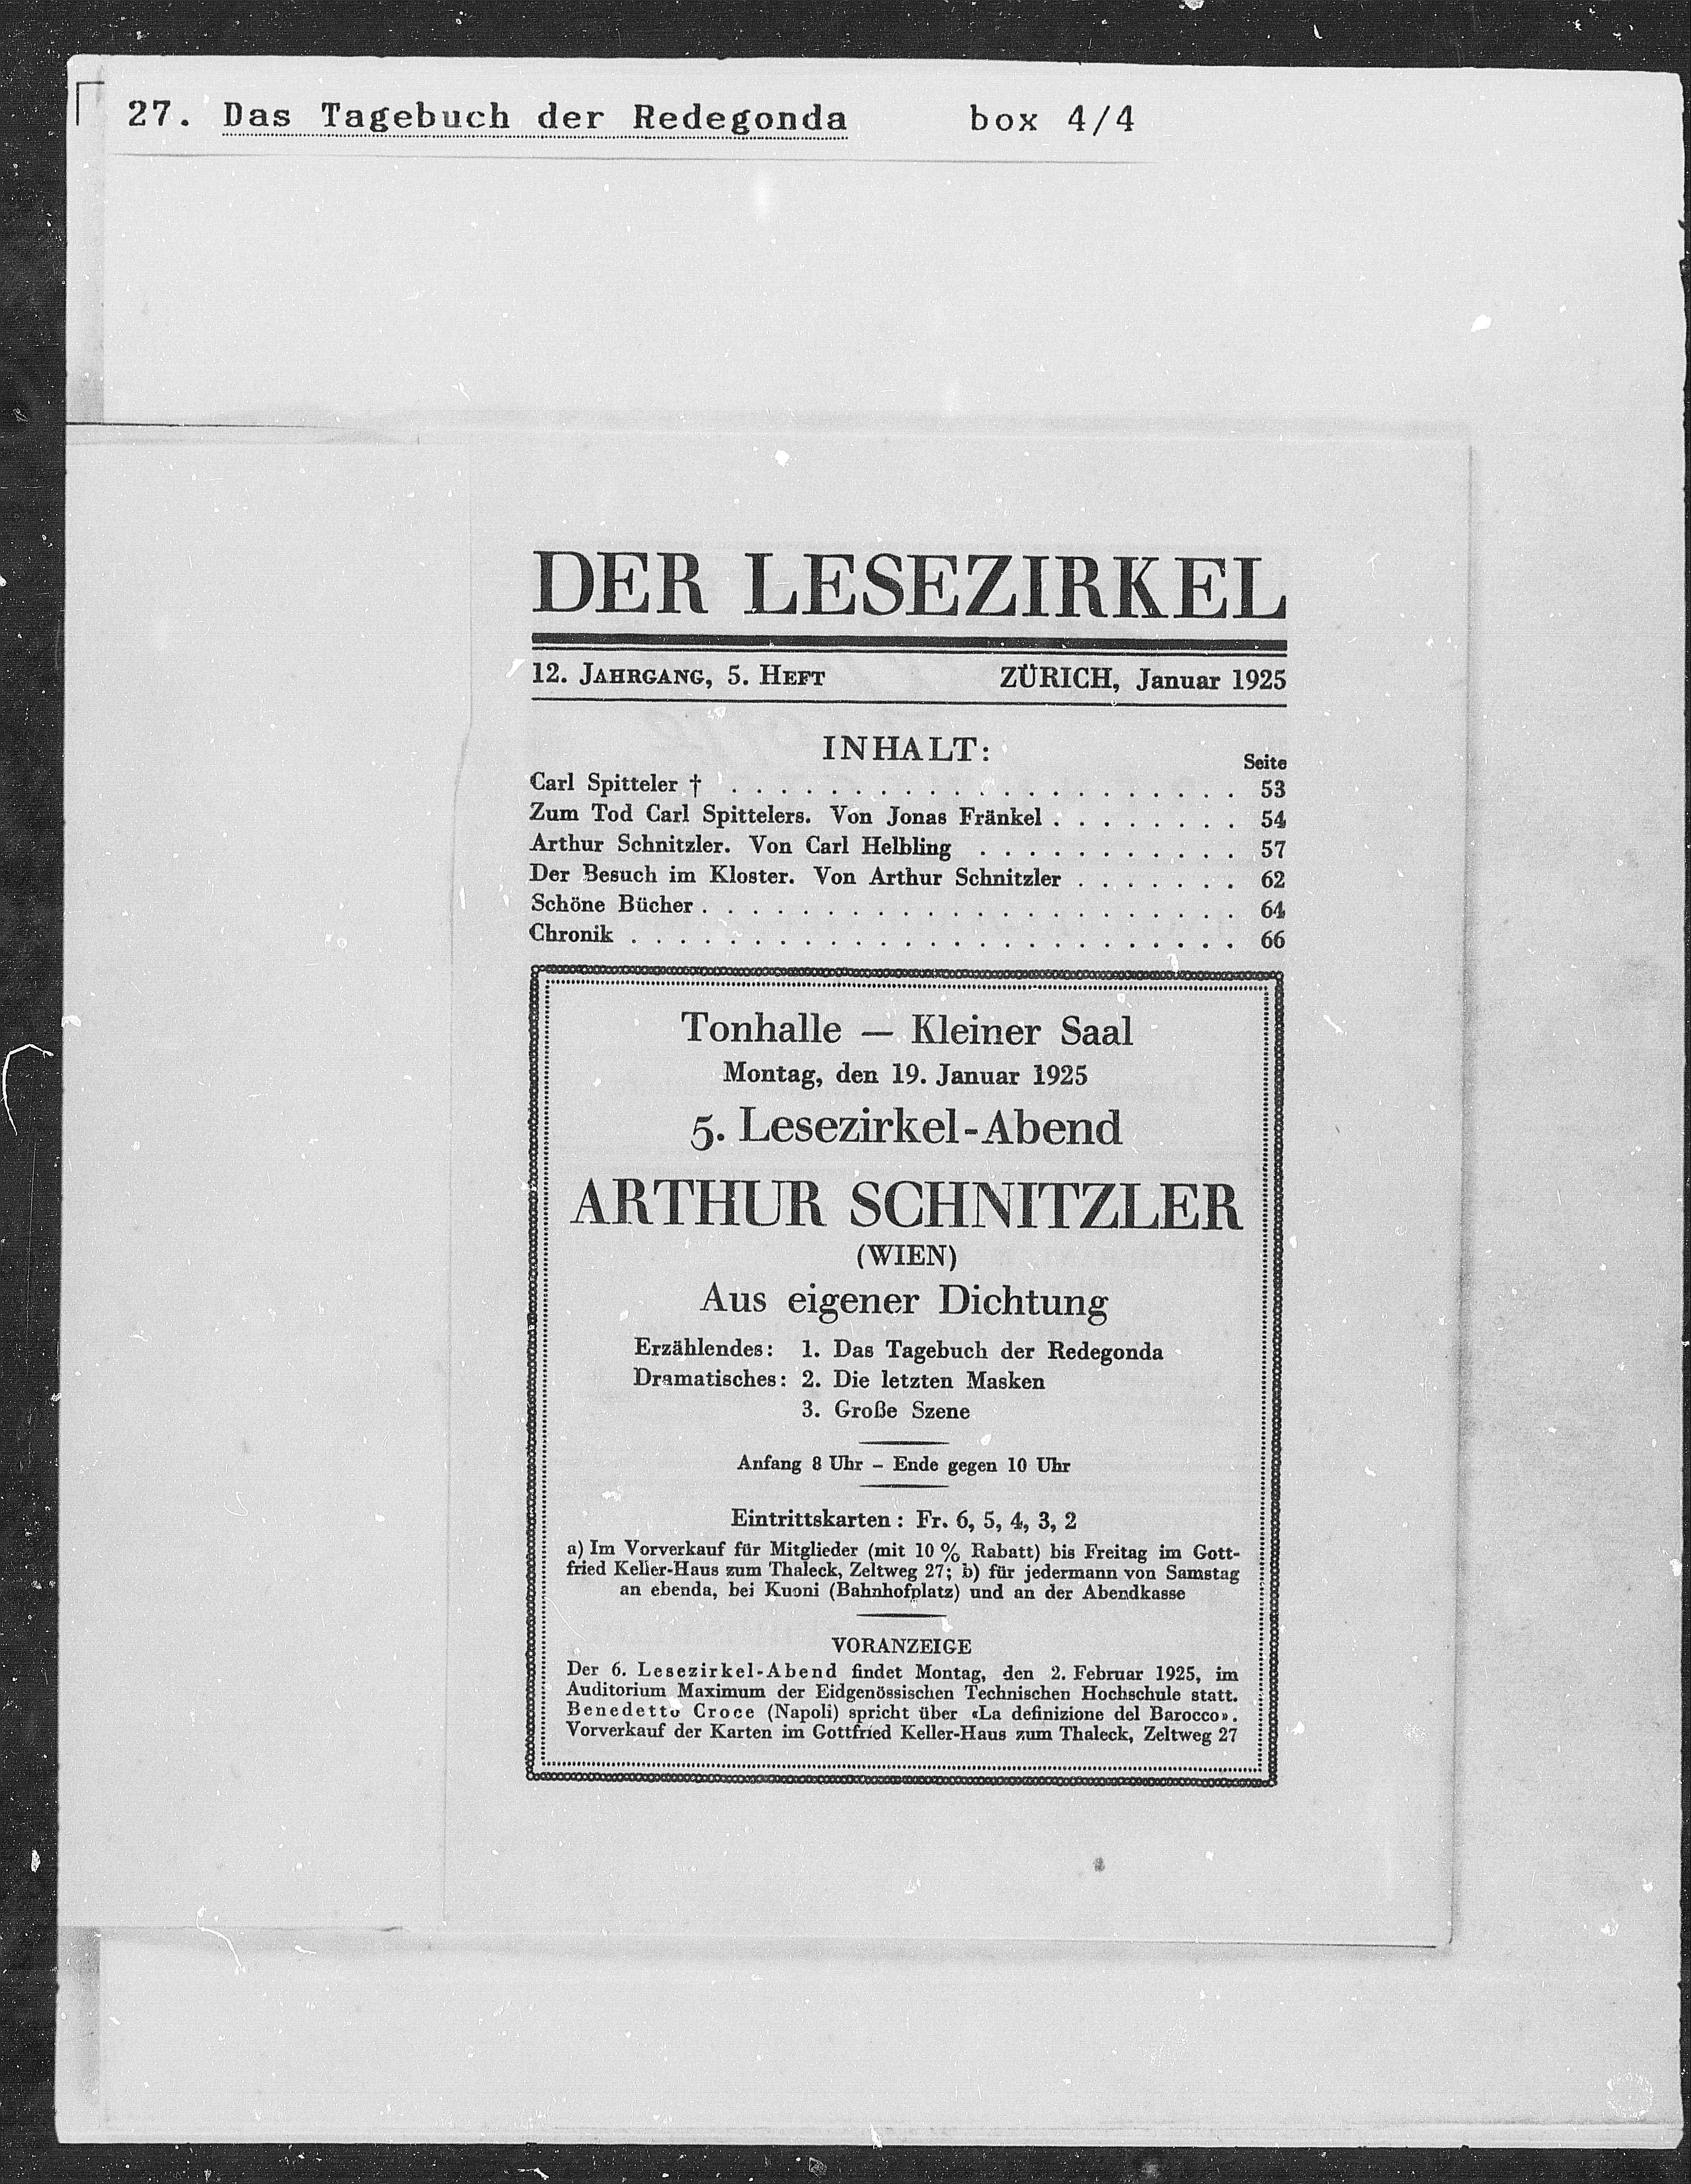 27. Das Tagebuch der Redegonda box 4/4
DER LESEZIRKEL
12. JAHRGANG, 5. HEFT ZÜRICH, Januar 1925
INHALT:
Seite
Carl Spitteler † . . . . . . . . . . . . . . . . . . . . . 53
Zum Tod Carl Spittelers. Von Jonas Fränkel . . . . . . . . 54
Arthur Schnitzler. Von Carl Helbling . . . . . . . . . . . 57
Der Besuch im Kloster. Von Arthur Schnitzler . . . . . . . 62
Schöne Bücher . . . . . . . . . . . . . . . . . . . . . . 64
Chronik . . . . . . . . . . . . . . . . . . . . . . . . . 66
Tonhalle — Kleiner Saal
Montag, den 19. Januar 1925
5. Lesezirkel-Abend
ARTHUR SCHNITZLER
(WIEN)
Aus eigener Dichtung
Erzählendes: 1. Das Tagebuch der Redegonda
Dramatisches: 2. Die letzten Masken
3. Große Szene
Anfang 8 Uhr – Ende gegen 10 Uhr
Eintrittskarten: Fr. 6, 5, 4, 3, 2
a) Im Vorverkauf für Mitglieder (mit 10 % Rabatt) bis Freitag im Gott-
fried Keller-Haus zum Thaleck, Zeltweg 27; b) für jedermann von Samstag
an ebenda, bei Kuoni (Bahnhofplatz) und an der Abendkasse
VORANZEIGE
Der 6. Lesezirkel-Abend findet Montag, den 2. Februar 1925, im
Auditorium Maximum der Eidgenössischen Technischen Hochschule statt.
Benedetto Croce (Napoli) spricht über «La definizione del Barocco».
Vorverkauf der Karten im Gottfried Keller-Haus zum Thaleck, Zeltweg 27